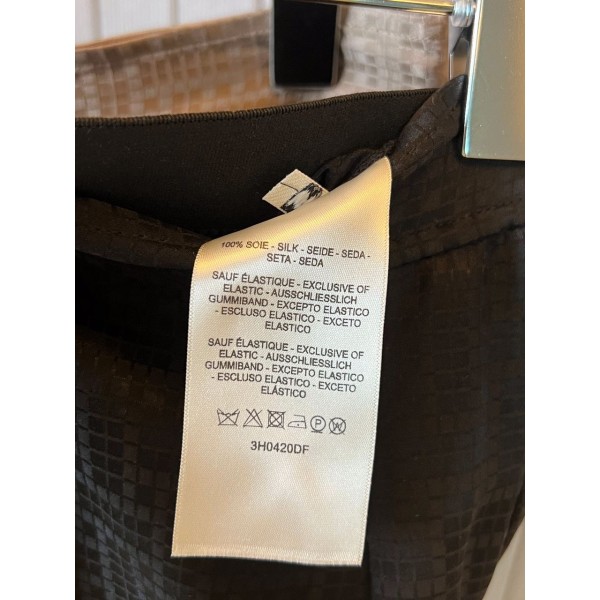 100% SOIE - SILK - SEIDE - SEDA -
SETA - SEDA
SAUF ÉLASTIQUE - EXCLUSIVE OF
ELASTIC - AUSSCHLIESSLICH
GUMMIBAND - EXCEPTO ELASTICO
- ESCLUSO ELASTICO - EXCETO
ELASTICO
SAUF ÉLASTIQUE - EXCLUSIVE OF
ELASTIC - AUSSCHLIESSLICH
GUMMIBAND - EXCEPTO ELASTICO
- ESCLUSO ELASTICO - EXCETO
ELÁSTICO
P W
3H0420DF